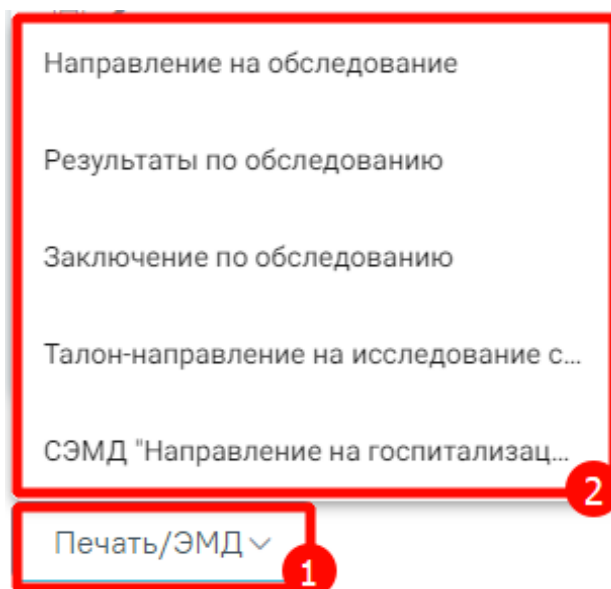 Направление на обследование
Результаты по обследованию
Заключение по обследованию
Талон-направление на исследование с...
СЭМД "Направление на госпитализац...
2
Печать/ЭМД
1